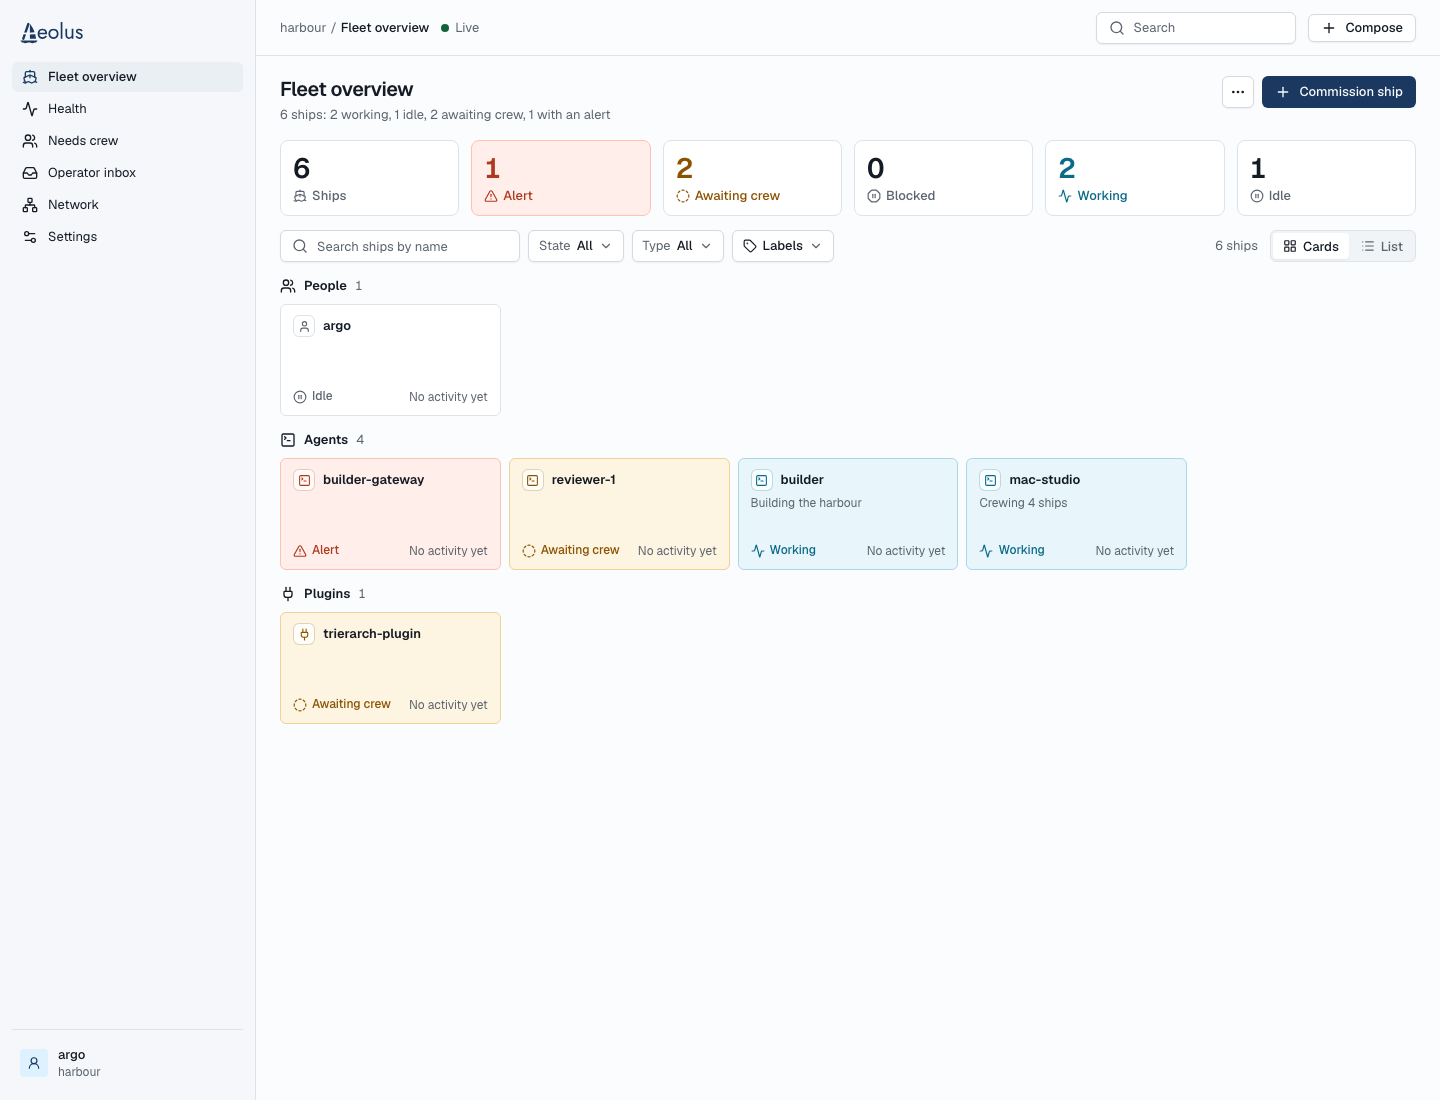 Aeolus
Fleet overview
Health
Needs crew
Operator inbox
Network
Settings
argo
harbour
harbour / Fleet overview Live
Search
Compose
Fleet overview
6 ships: 2 working, 1 idle, 2 awaiting crew, 1 with an alert
Commission ship
6
Ships
1
Alert
2
Awaiting crew
0
Blocked
2
Working
1
Idle
Search ships by name
State All
Type All
Labels
6 ships
Cards
List
People 1
argo
Idle No activity yet
Agents 4
builder-gateway
Alert No activity yet
reviewer-1
Awaiting crew No activity yet
builder
Building the harbour
Working No activity yet
mac-studio
Crewing 4 ships
Working No activity yet
Plugins 1
trierarch-plugin
Awaiting crew No activity yet